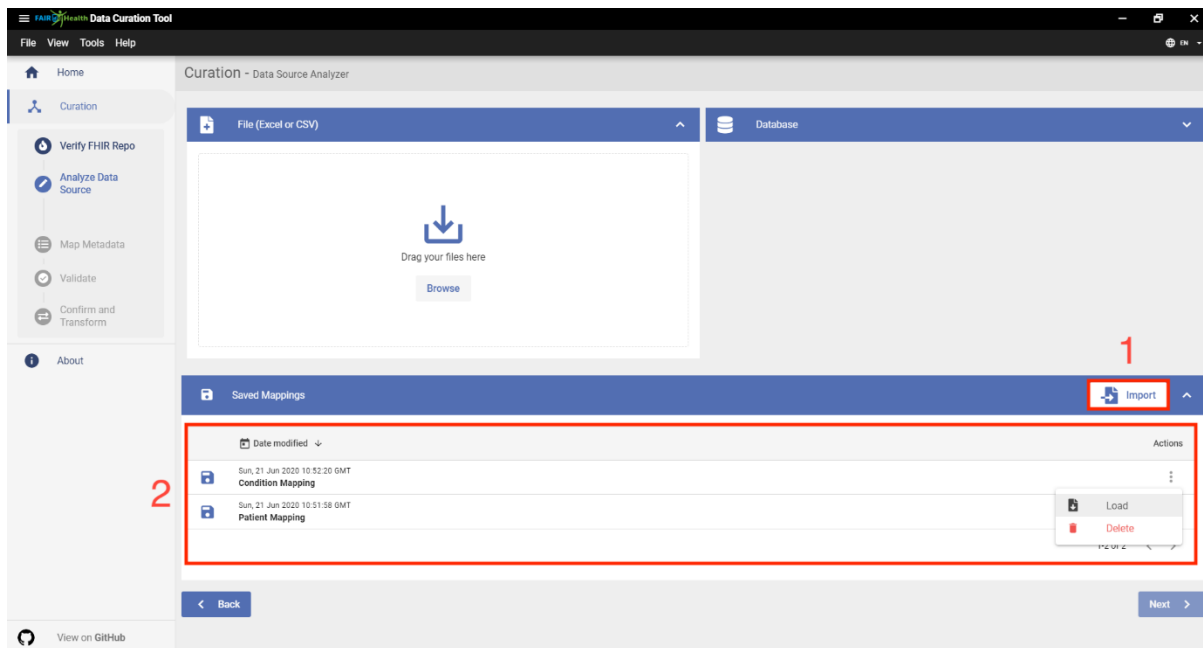 FAIR4Health Data Curation Tool
File View Tools Help
EN
Home
Curation
Verify FHIR Repo
Analyze Data
Source
Map Metadata
Validate
Confirm and
Transform
About
View on GitHub
Curation - Data Source Analyzer
File (Excel or CSV)
Database
Drag your files here
Browse
1
Saved Mappings
Import
2
Date modified
Actions
Sun, 21 Jun 2020 10:52:20 GMT
Condition Mapping
Sun, 21 Jun 2020 10:51:58 GMT
Patient Mapping
Load
Delete
1-2 of 2
Back
Next